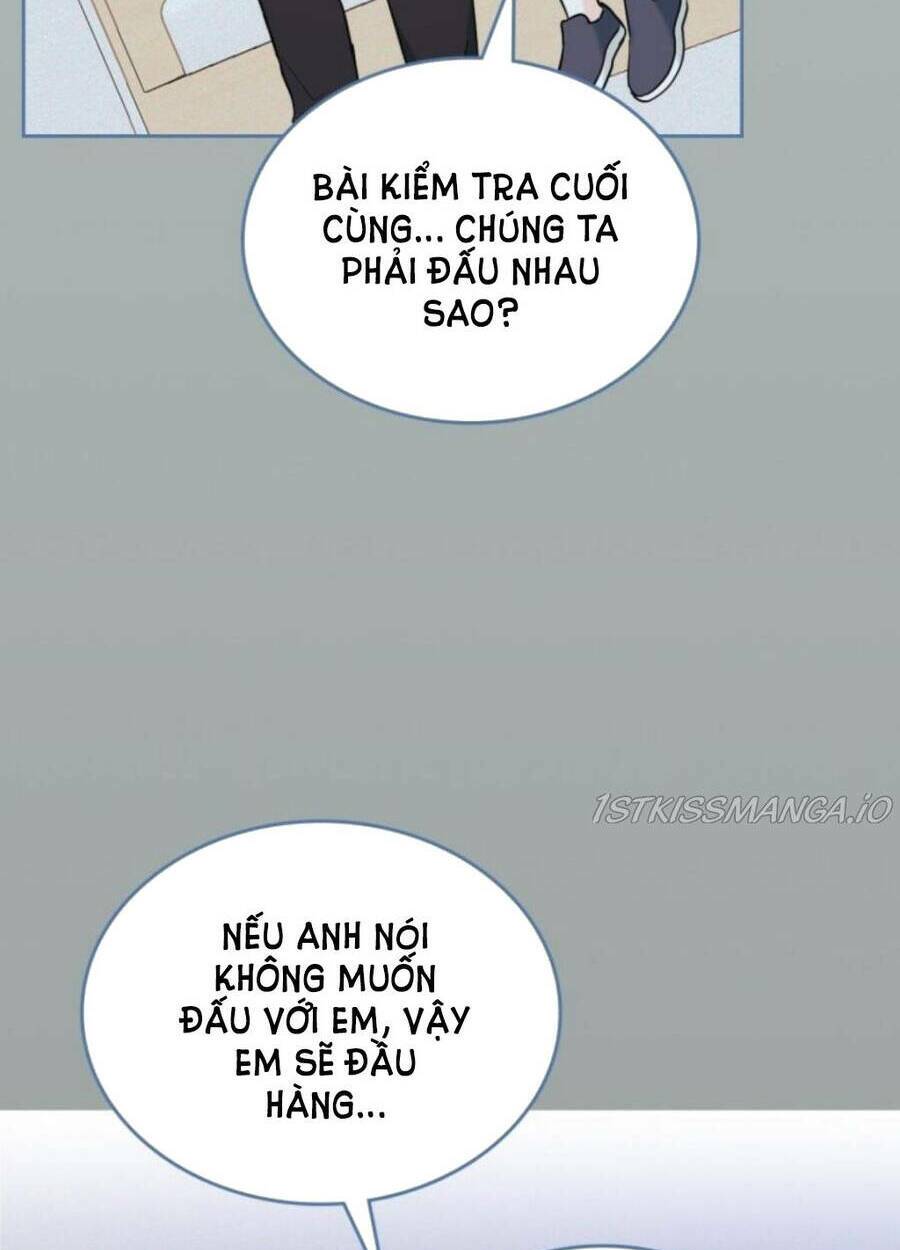 BÀI KIỂM TRA CUỐI
CÙNG... CHÚNG TA
PHẢI ĐẤU NHAU
SAO?
1STKISSMANGA.IO
NẾU ANH NÓI
KHÔNG MUỐN
ĐẤU VỚI EM, VẬY
EM SẼ ĐẦU
HÀNG...